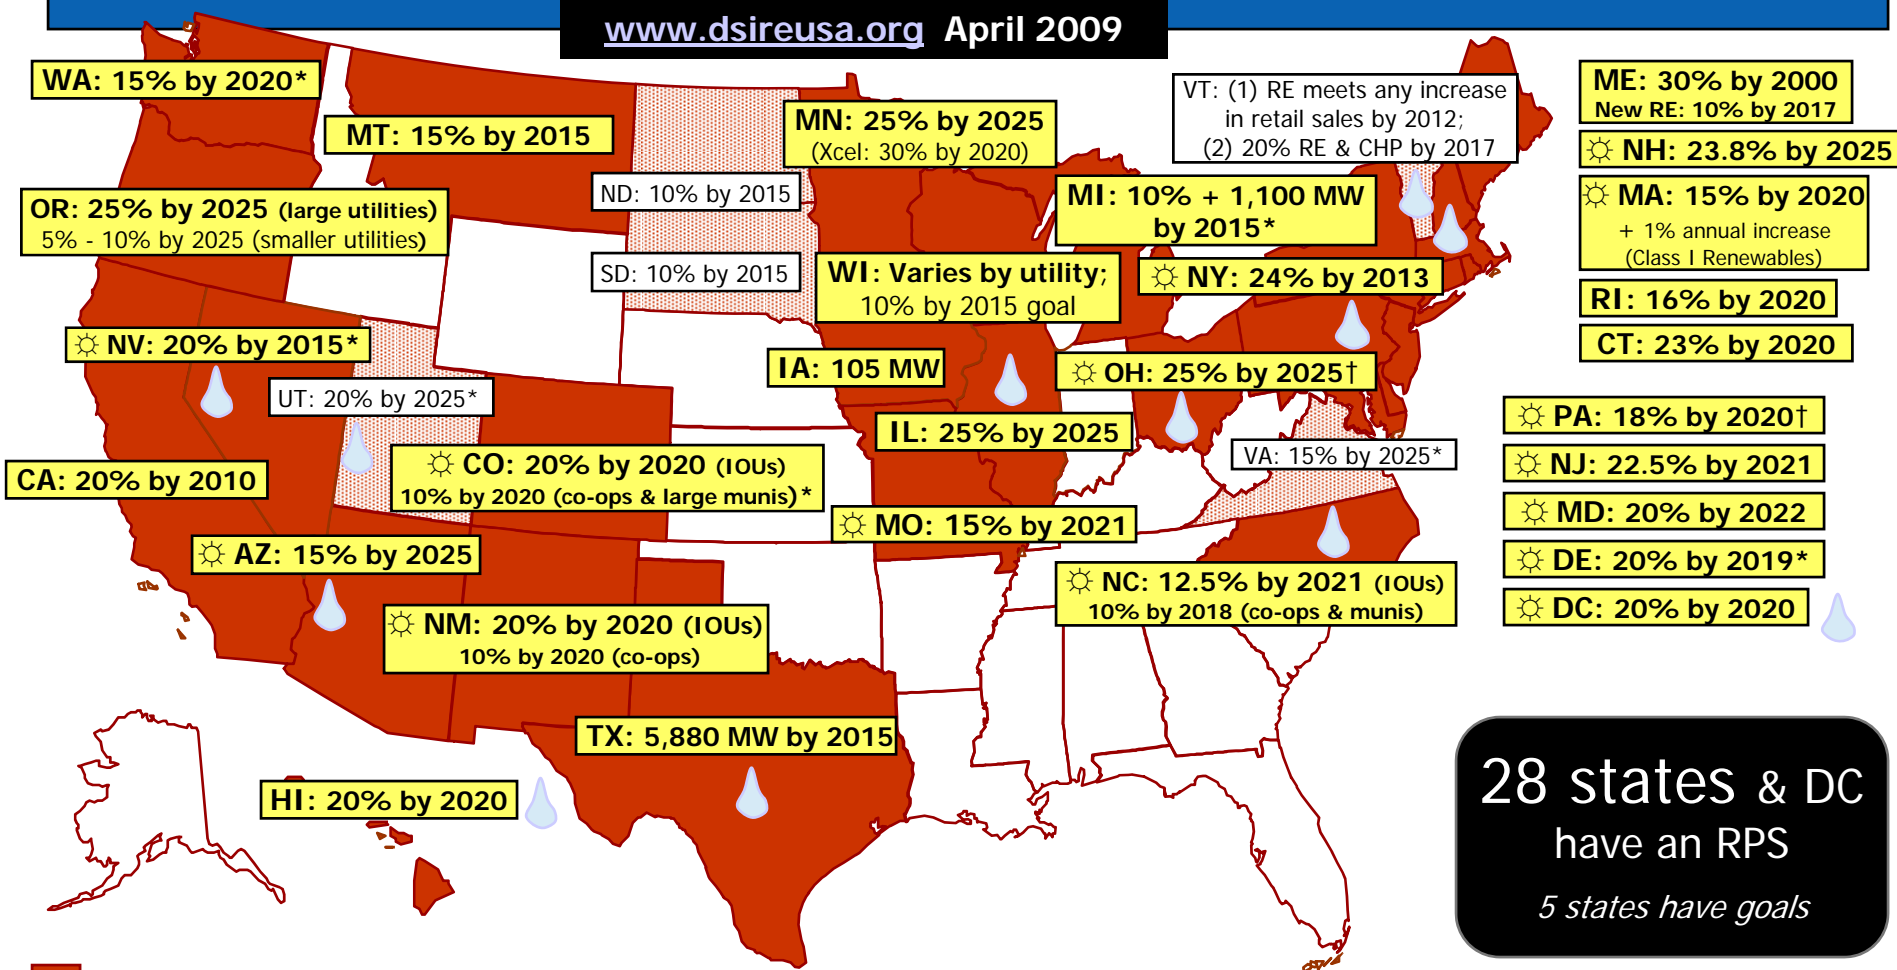 www.dsireusa.org April 2009
WA: 15% by 2020*
MT: 15% by 2015
MN: 25% by 2025
(Xcel: 30% by 2020)
VT: (1) RE meets any increase
in retail sales by 2012;
(2) 20% RE & CHP by 2017
ME: 30% by 2000
New RE: 10% by 2017
☼ NH: 23.8% by 2025
ND: 10% by 2015
MI: 10% + 1,100 MW
by 2015*
☼ MA: 15% by 2020
+ 1% annual increase
(Class I Renewables)
OR: 25% by 2025 (large utilities)
5% - 10% by 2025 (smaller utilities)
SD: 10% by 2015
WI: Varies by utility;
10% by 2015 goal
☼ NY: 24% by 2013
RI: 16% by 2020
CT: 23% by 2020
☼ NV: 20% by 2015*
IA: 105 MW
☼ OH: 25% by 2025†
UT: 20% by 2025*
IL: 25% by 2025
☼ PA: 18% by 2020†
VA: 15% by 2025*
☼ NJ: 22.5% by 2021
CA: 20% by 2010
☼ CO: 20% by 2020 (IOUs)
10% by 2020 (co-ops & large munis)*
☼ MO: 15% by 2021
☼ MD: 20% by 2022
☼ AZ: 15% by 2025
☼ DE: 20% by 2019*
☼ NC: 12.5% by 2021 (IOUs)
10% by 2018 (co-ops & munis)
☼ DC: 20% by 2020
☼ NM: 20% by 2020 (IOUs)
10% by 2020 (co-ops)
TX: 5,880 MW by 2015
HI: 20% by 2020
28 states & DC
have an RPS
5 states have goals